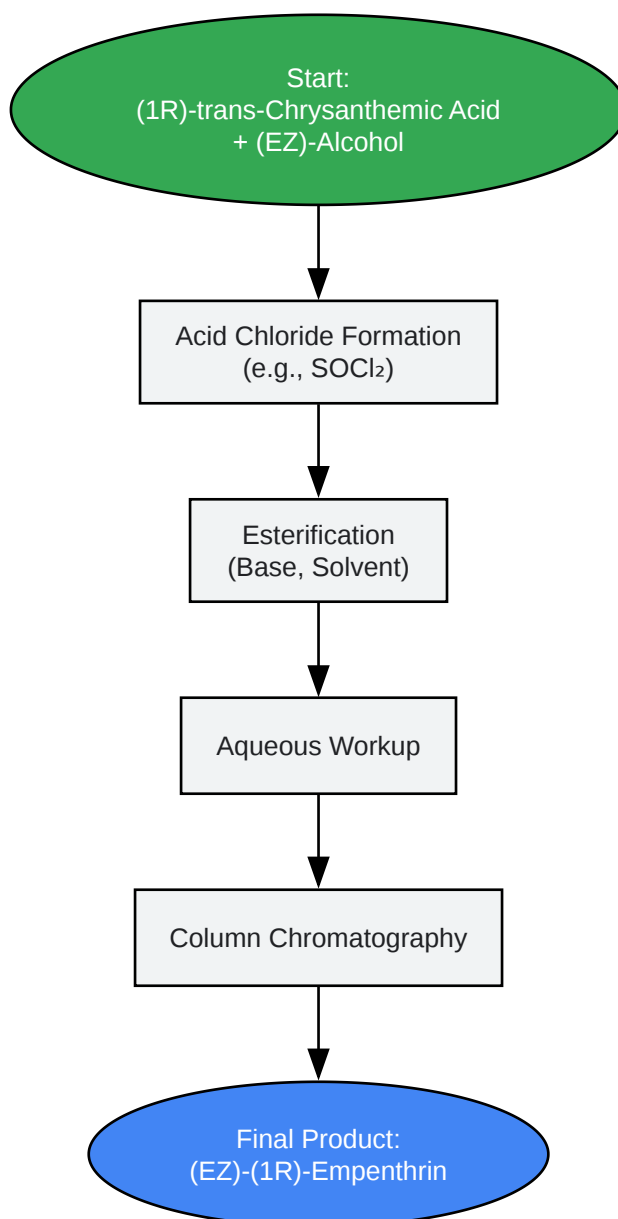 Start:
(1R)-trans-Chrysanthemic Acid
+ (EZ)-Alcohol
Acid Chloride Formation
(e.g., SOCl₂)
Esterification
(Base, Solvent)
Aqueous Workup
Column Chromatography
Final Product:
(EZ)-(1R)-Empenthrin